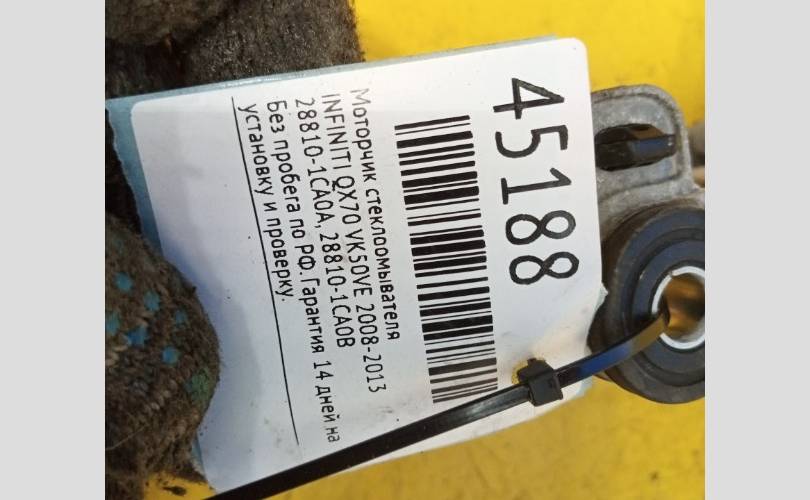 45188
Моторчик стеклоомывателя
INFINITI QX70 VK50VE 2008-2013
28810-1CA0A, 28810-1CA0B
Без пробега по РФ. Гарантия 14 дней на
установку и проверку.